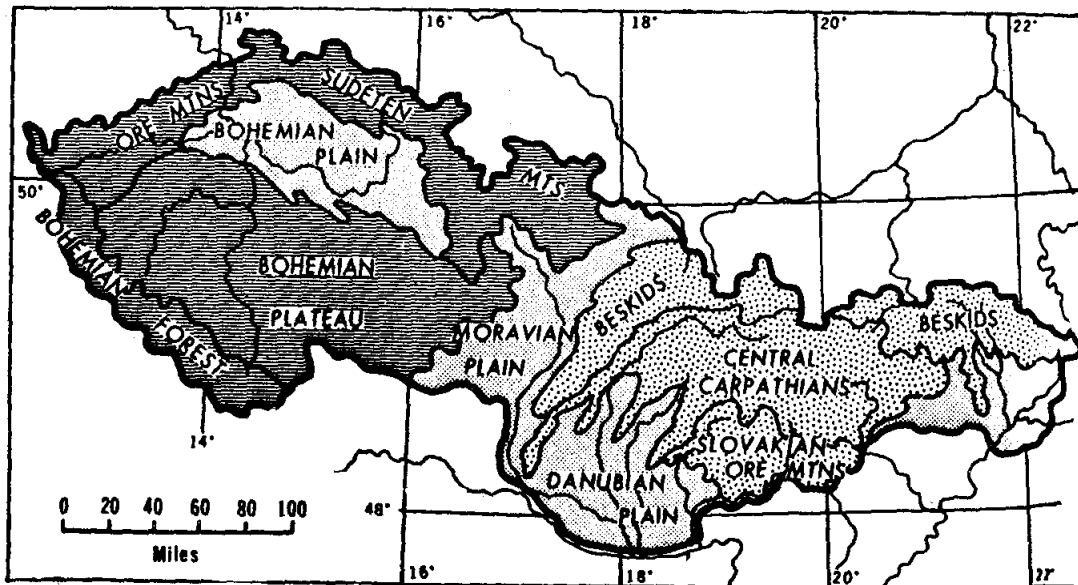 14°
16°
18°
20°
22°
ORE MTNS
SUDETEN
MTS.
BOHEMIAN
PLAIN
50°
BOHEMIAN
FOREST
BOHEMIAN
PLATEAU
MORAVIAN
PLAIN
BESKIDS
BESKIDS
CENTRAL
CARPATHIANS
SLOVAKIAN
ORE MTNS
DANUBIAN
PLAIN
14°
48°
0 20 40 60 80 100
Miles
16°
18°
20°